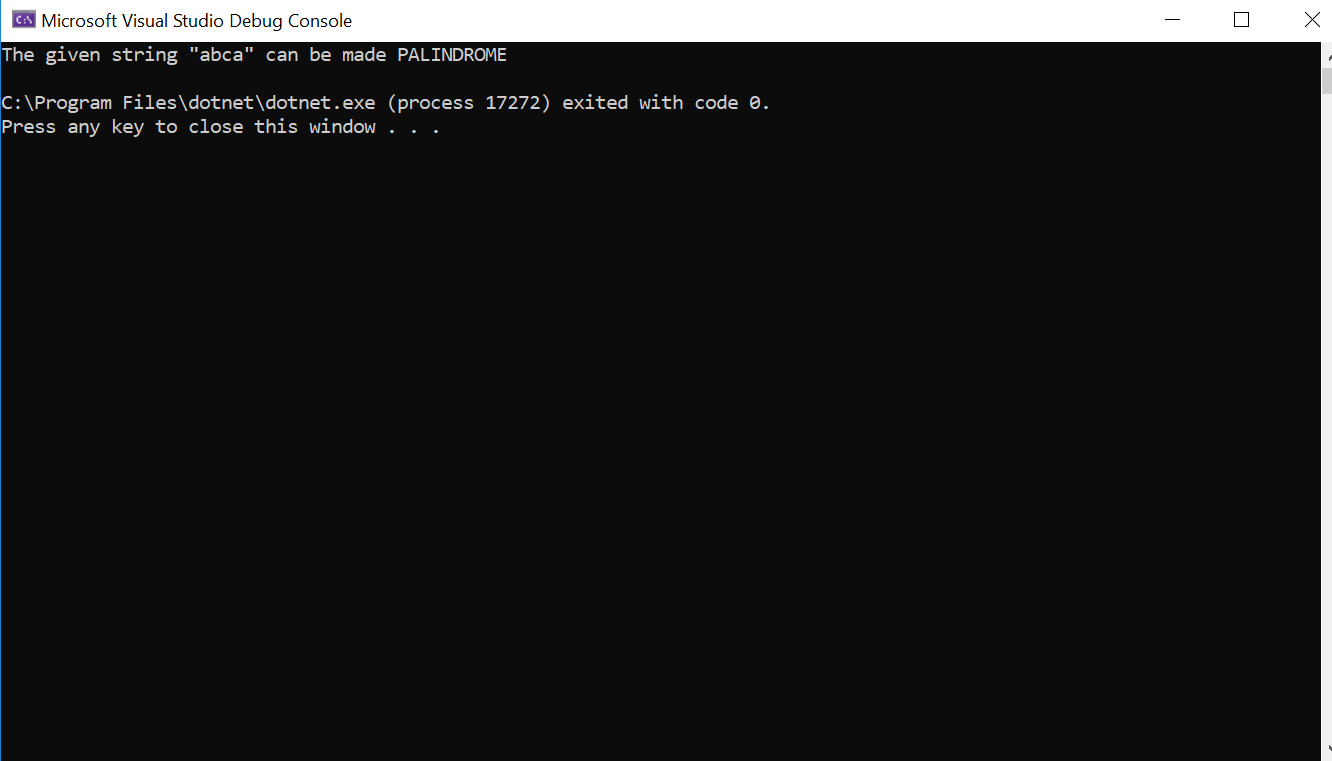 Microsoft Visual Studio Debug Console
The given string "abca" can be made PALINDROME
C:\Program Files\dotnet\dotnet.exe (process 17272) exited with code 0.
Press any key to close this window . . .